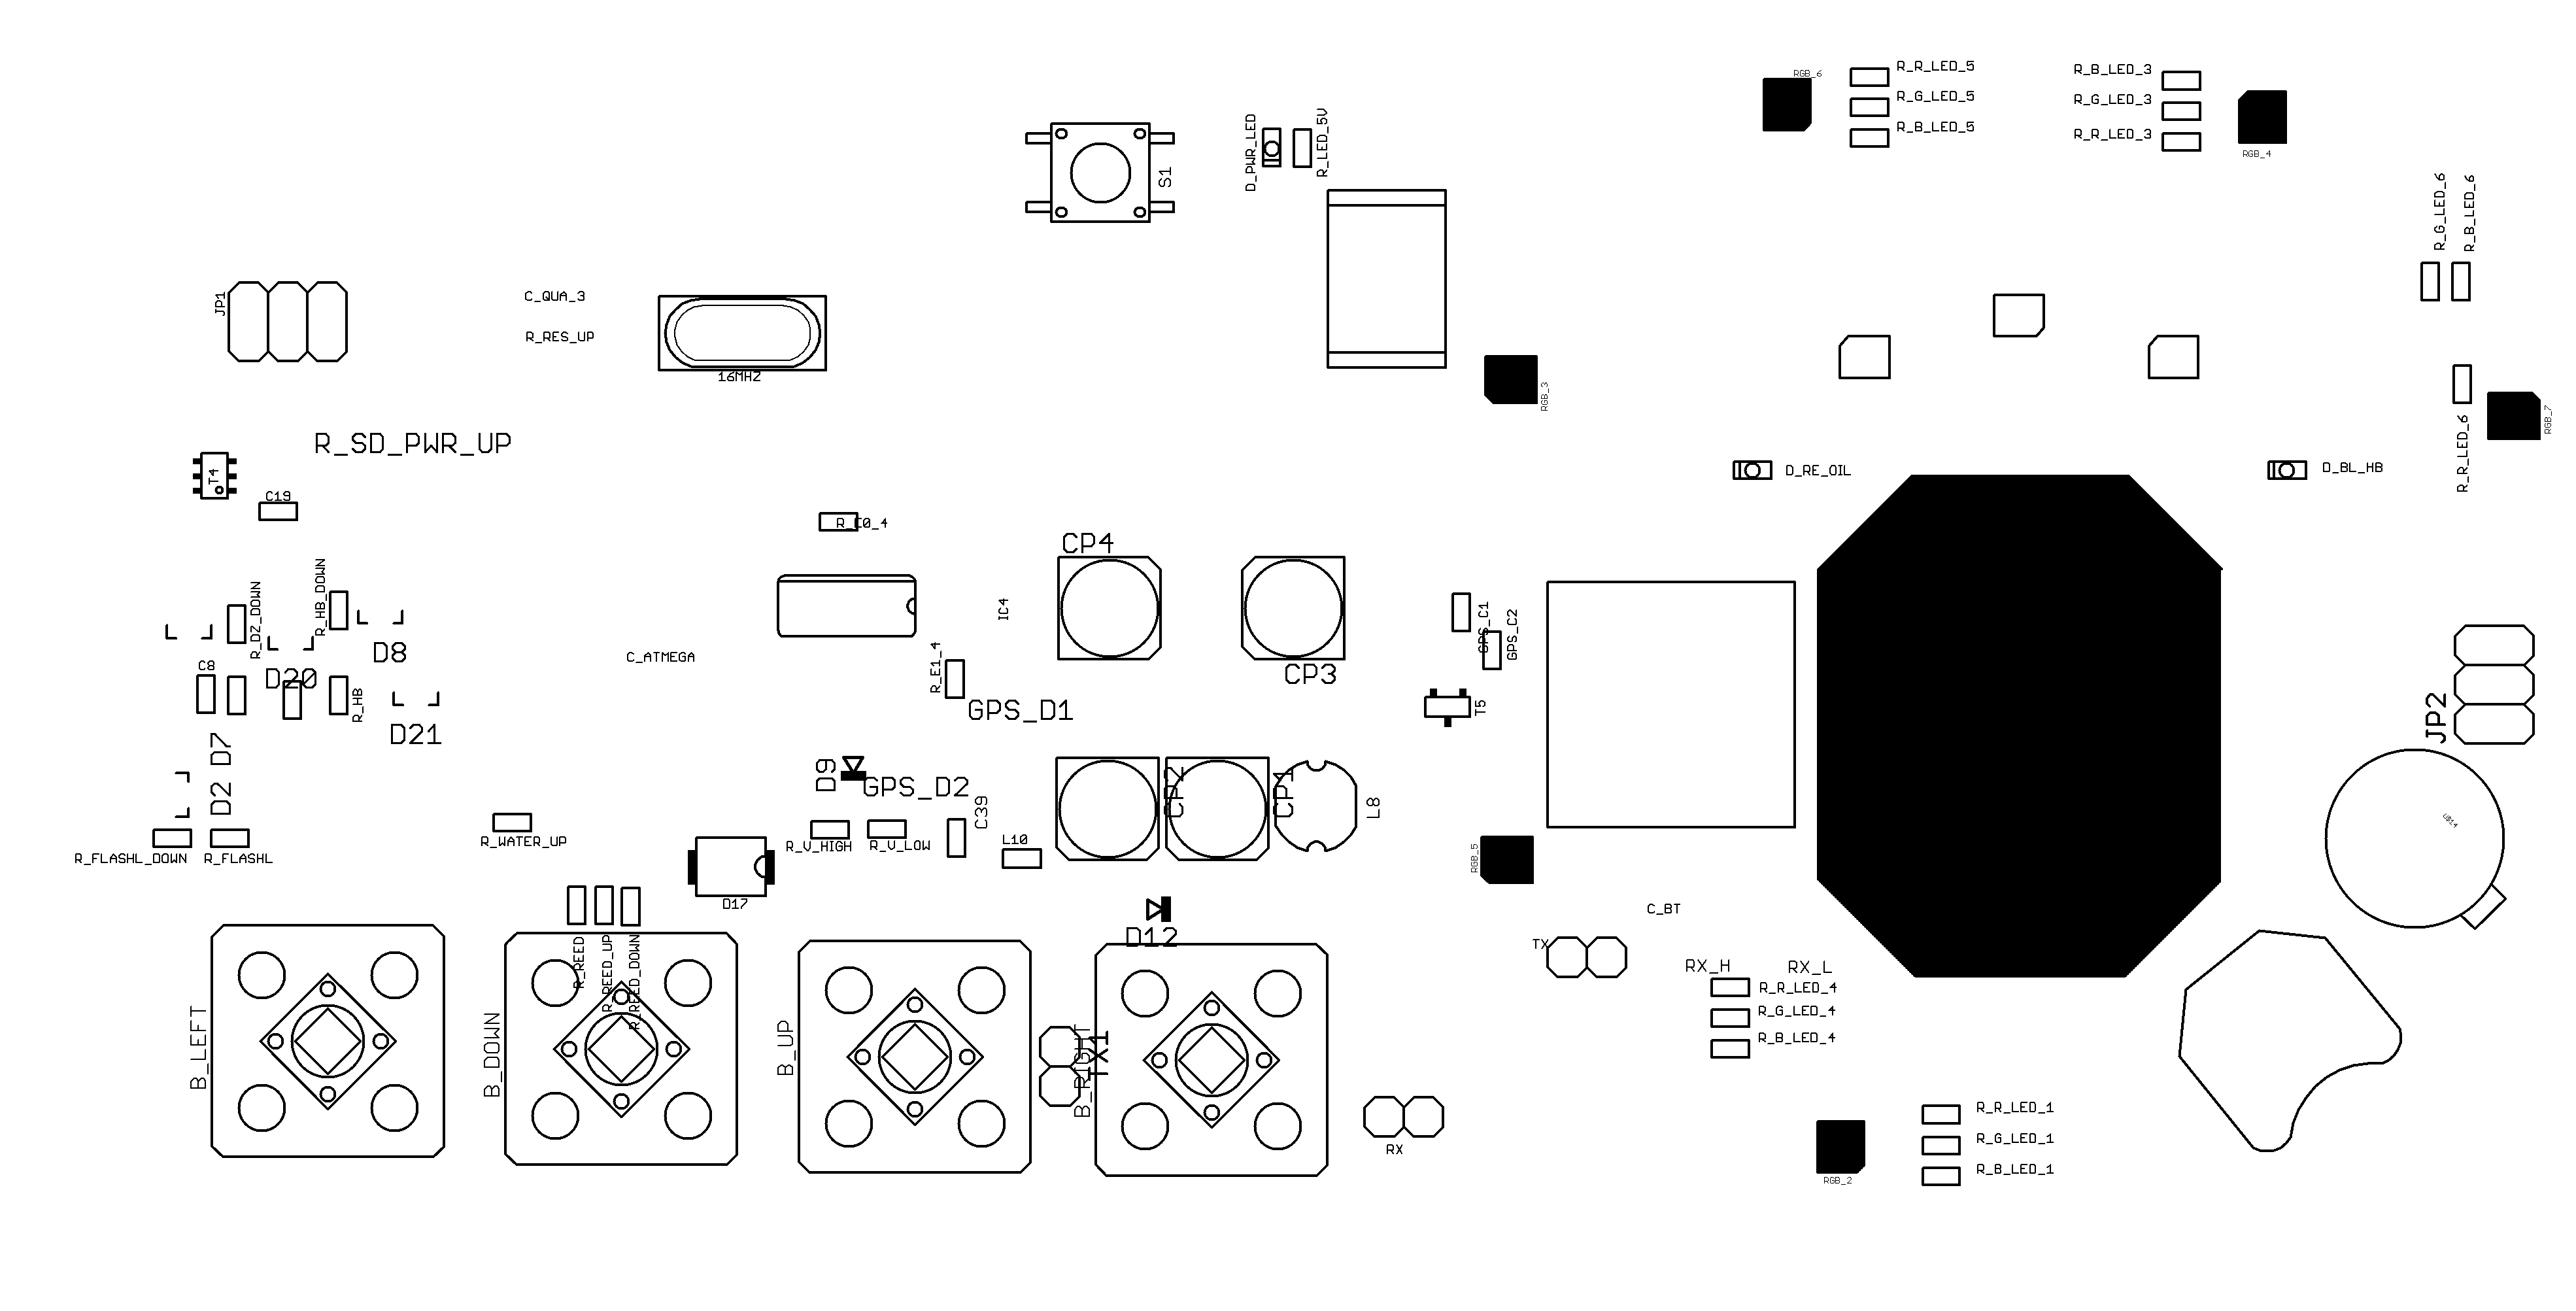 RGB_6
R_R_LED_5
R_B_LED_3
R_G_LED_5
R_G_LED_3
R_B_LED_5
R_R_LED_3
RGB_4
D_PWR_LED
R_LED_5V
S1
R_G_LED_6
R_B_LED_6
JP1
C_QUA_3
R_RES_UP
16MHZ
RGB_3
RGB_7
R_SD_PWR_UP
T4
C19
D_RE_OIL
D_BL_HB
R_R_LED_6
R_E0_4
CP4
R_DZ_DOWN
R_HB_DOWN
D8
IC4
GPS_C1
GPS_C2
C_ATMEGA
C8
D20
R_E1_4
CP3
R_HB
GPS_D1
T5
D21
JP2
D7
D2
D9
GPS_D2
C39
CP2
CP1
L8
R_WATER_UP
R_V_HIGH
R_V_LOW
L10
R_FLASHL_DOWN
R_FLASHL
RGB_5
D17
C_BT
D12
TX
R_REED
R_REED_UP
R_REED_DOWN
RX_H
RX_L
R_R_LED_4
R_G_LED_4
R_B_LED_4
B_LEFT
B_DOWN
B_UP
B_RIGHT
TX1
RX
R_R_LED_1
R_G_LED_1
R_B_LED_1
RGB_2